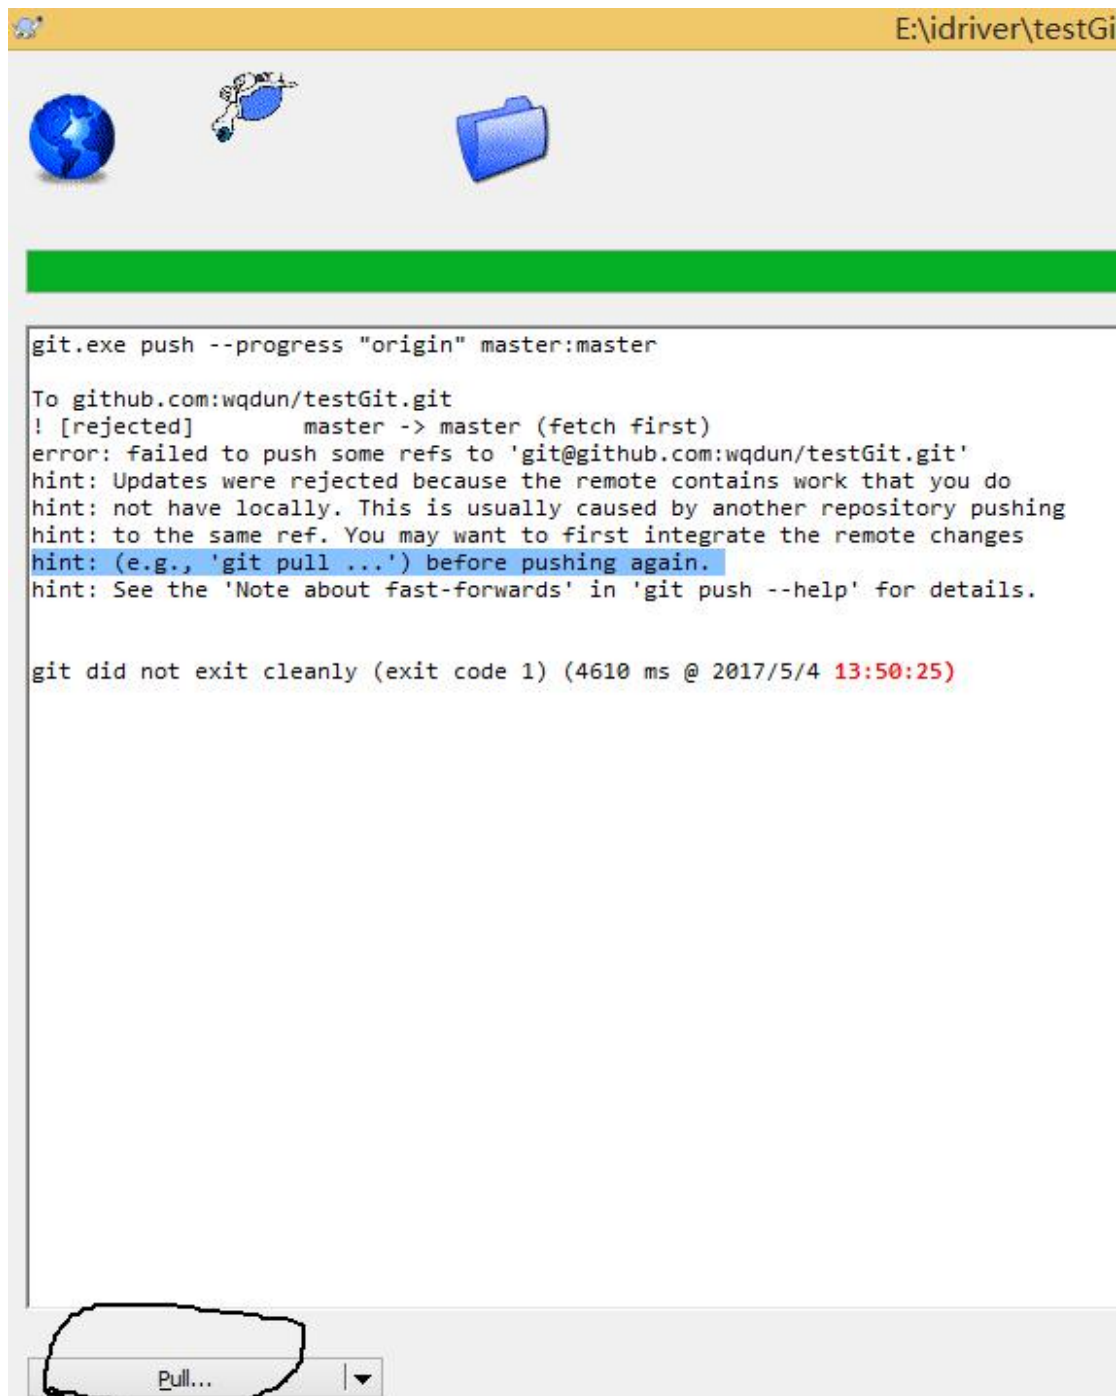 E:\idriver\testGi
git.exe push --progress "origin" master:master
To github.com:wqdun/testGit.git
! [rejected]        master -> master (fetch first)
error: failed to push some refs to 'git@github.com:wqdun/testGit.git'
hint: Updates were rejected because the remote contains work that you do
hint: not have locally. This is usually caused by another repository pushing
hint: to the same ref. You may want to first integrate the remote changes
hint: (e.g., 'git pull ...') before pushing again.
hint: See the 'Note about fast-forwards' in 'git push --help' for details.
git did not exit cleanly (exit code 1) (4610 ms @ 2017/5/4 13:50:25)
Pull...